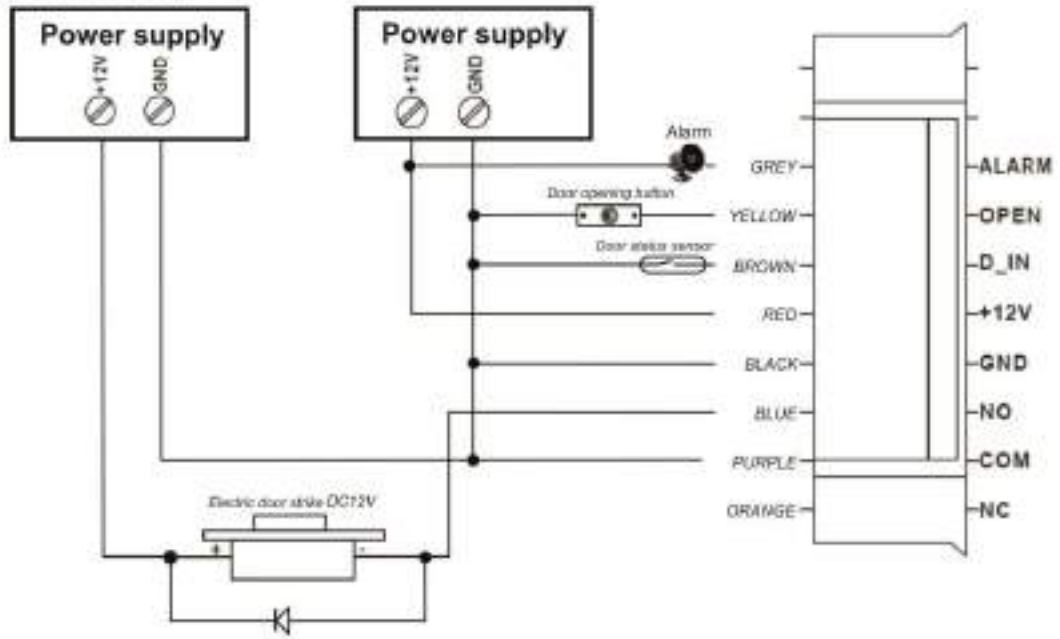 Power supply
+12V
GND
Power supply
+12V
GND
Alarm
GREY
ALARM
Door opening button
YELLOW
OPEN
Door status sensor
BROWN
D_IN
RED
+12V
BLACK
GND
BLUE
NO
PURPLE
COM
Electric door strike DC12V
ORANGE
NC
+
-